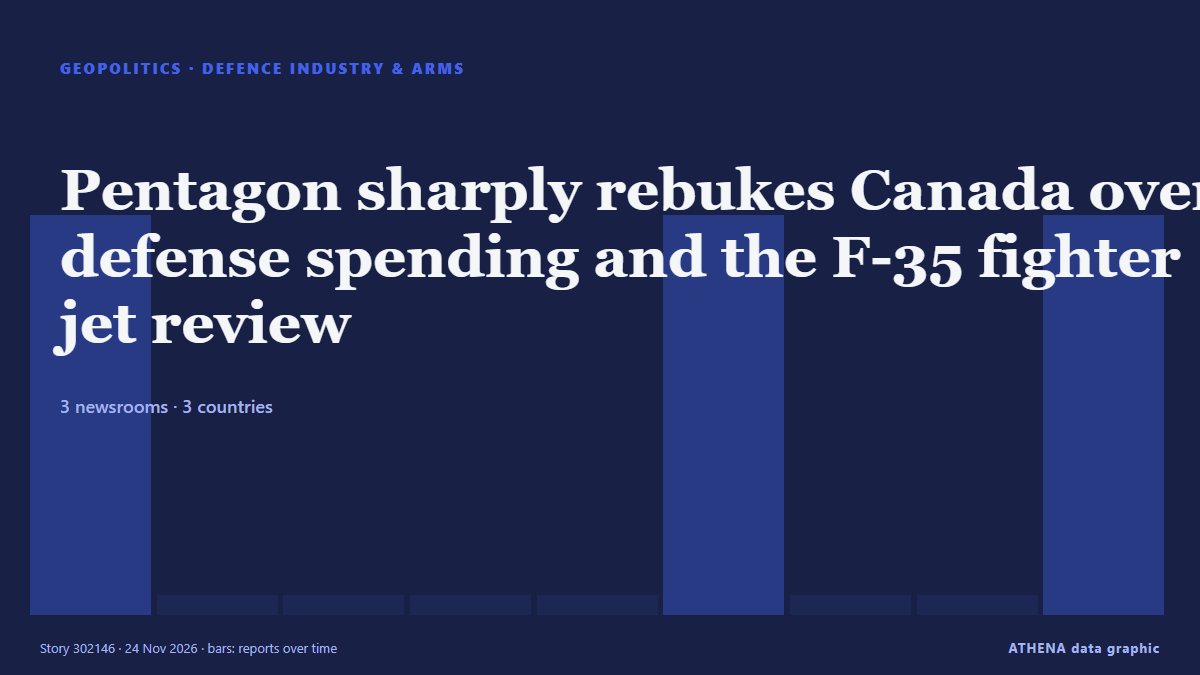 GEOPOLITICS · DEFENCE INDUSTRY & ARMS
Pentagon sharply rebukes Canada over
defense spending and the F-35 fighter
jet review
3 newsrooms · 3 countries
Story 302146 · 24 Nov 2026 · bars: reports over time
ATHENA data graphic